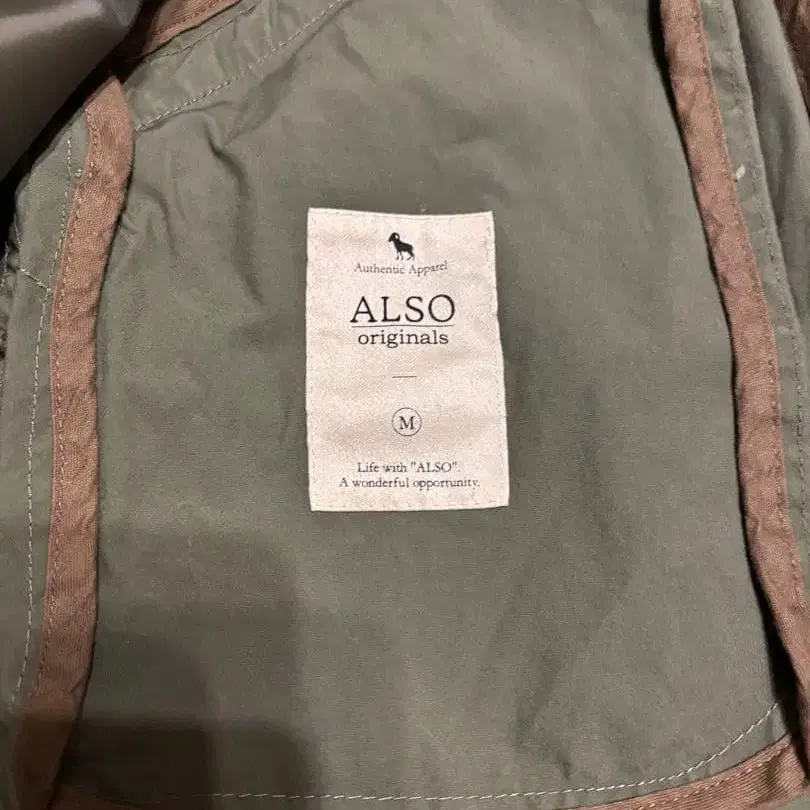 Authentic Apparel
ALSO
originals
M
Life with "ALSO".
A wonderful opportunity.